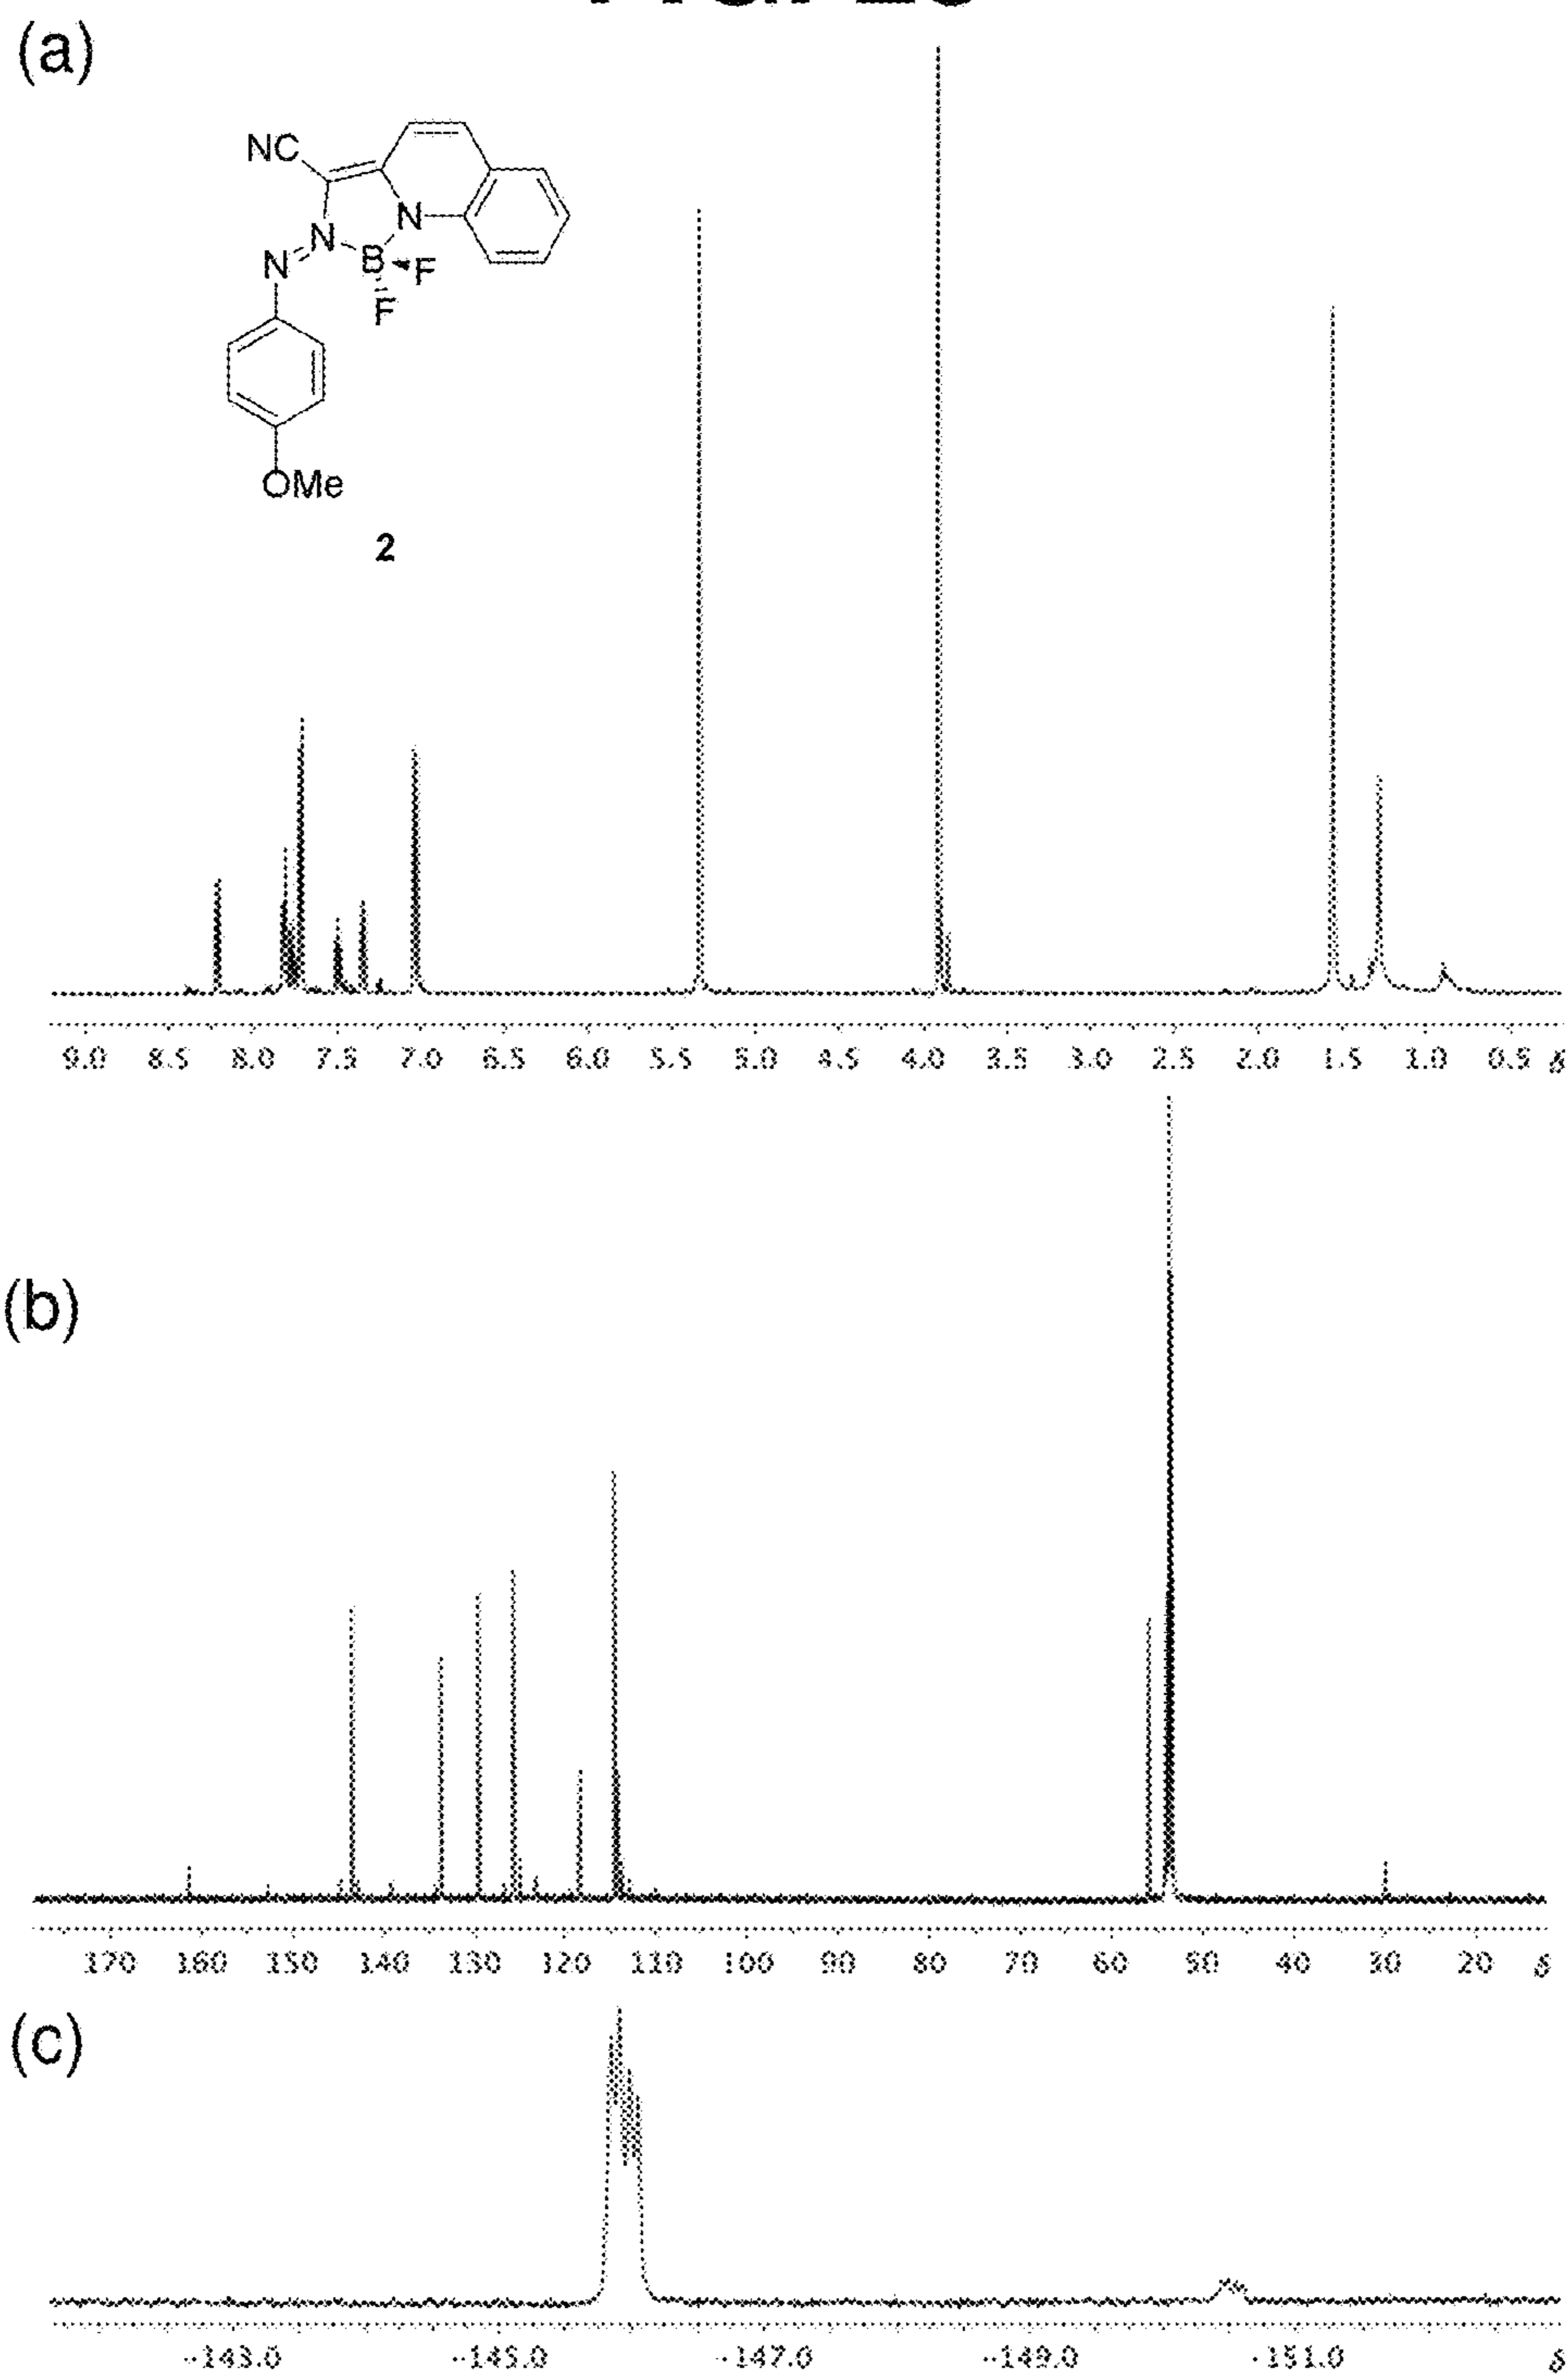 (a)
NC
N
N
N
B
F
F
OMe
2
9.0 8.5 8.0 7.5 7.0 6.5 6.0 5.5 5.0 4.5 4.0 3.5 3.0 2.5 2.0 1.5 1.0 0.5 δ
(b)
170 160 150 140 130 120 110 100 90 80 70 60 50 40 30 20 δ
(c)
-143.0 -145.0 -147.0 -149.0 -151.0 δ